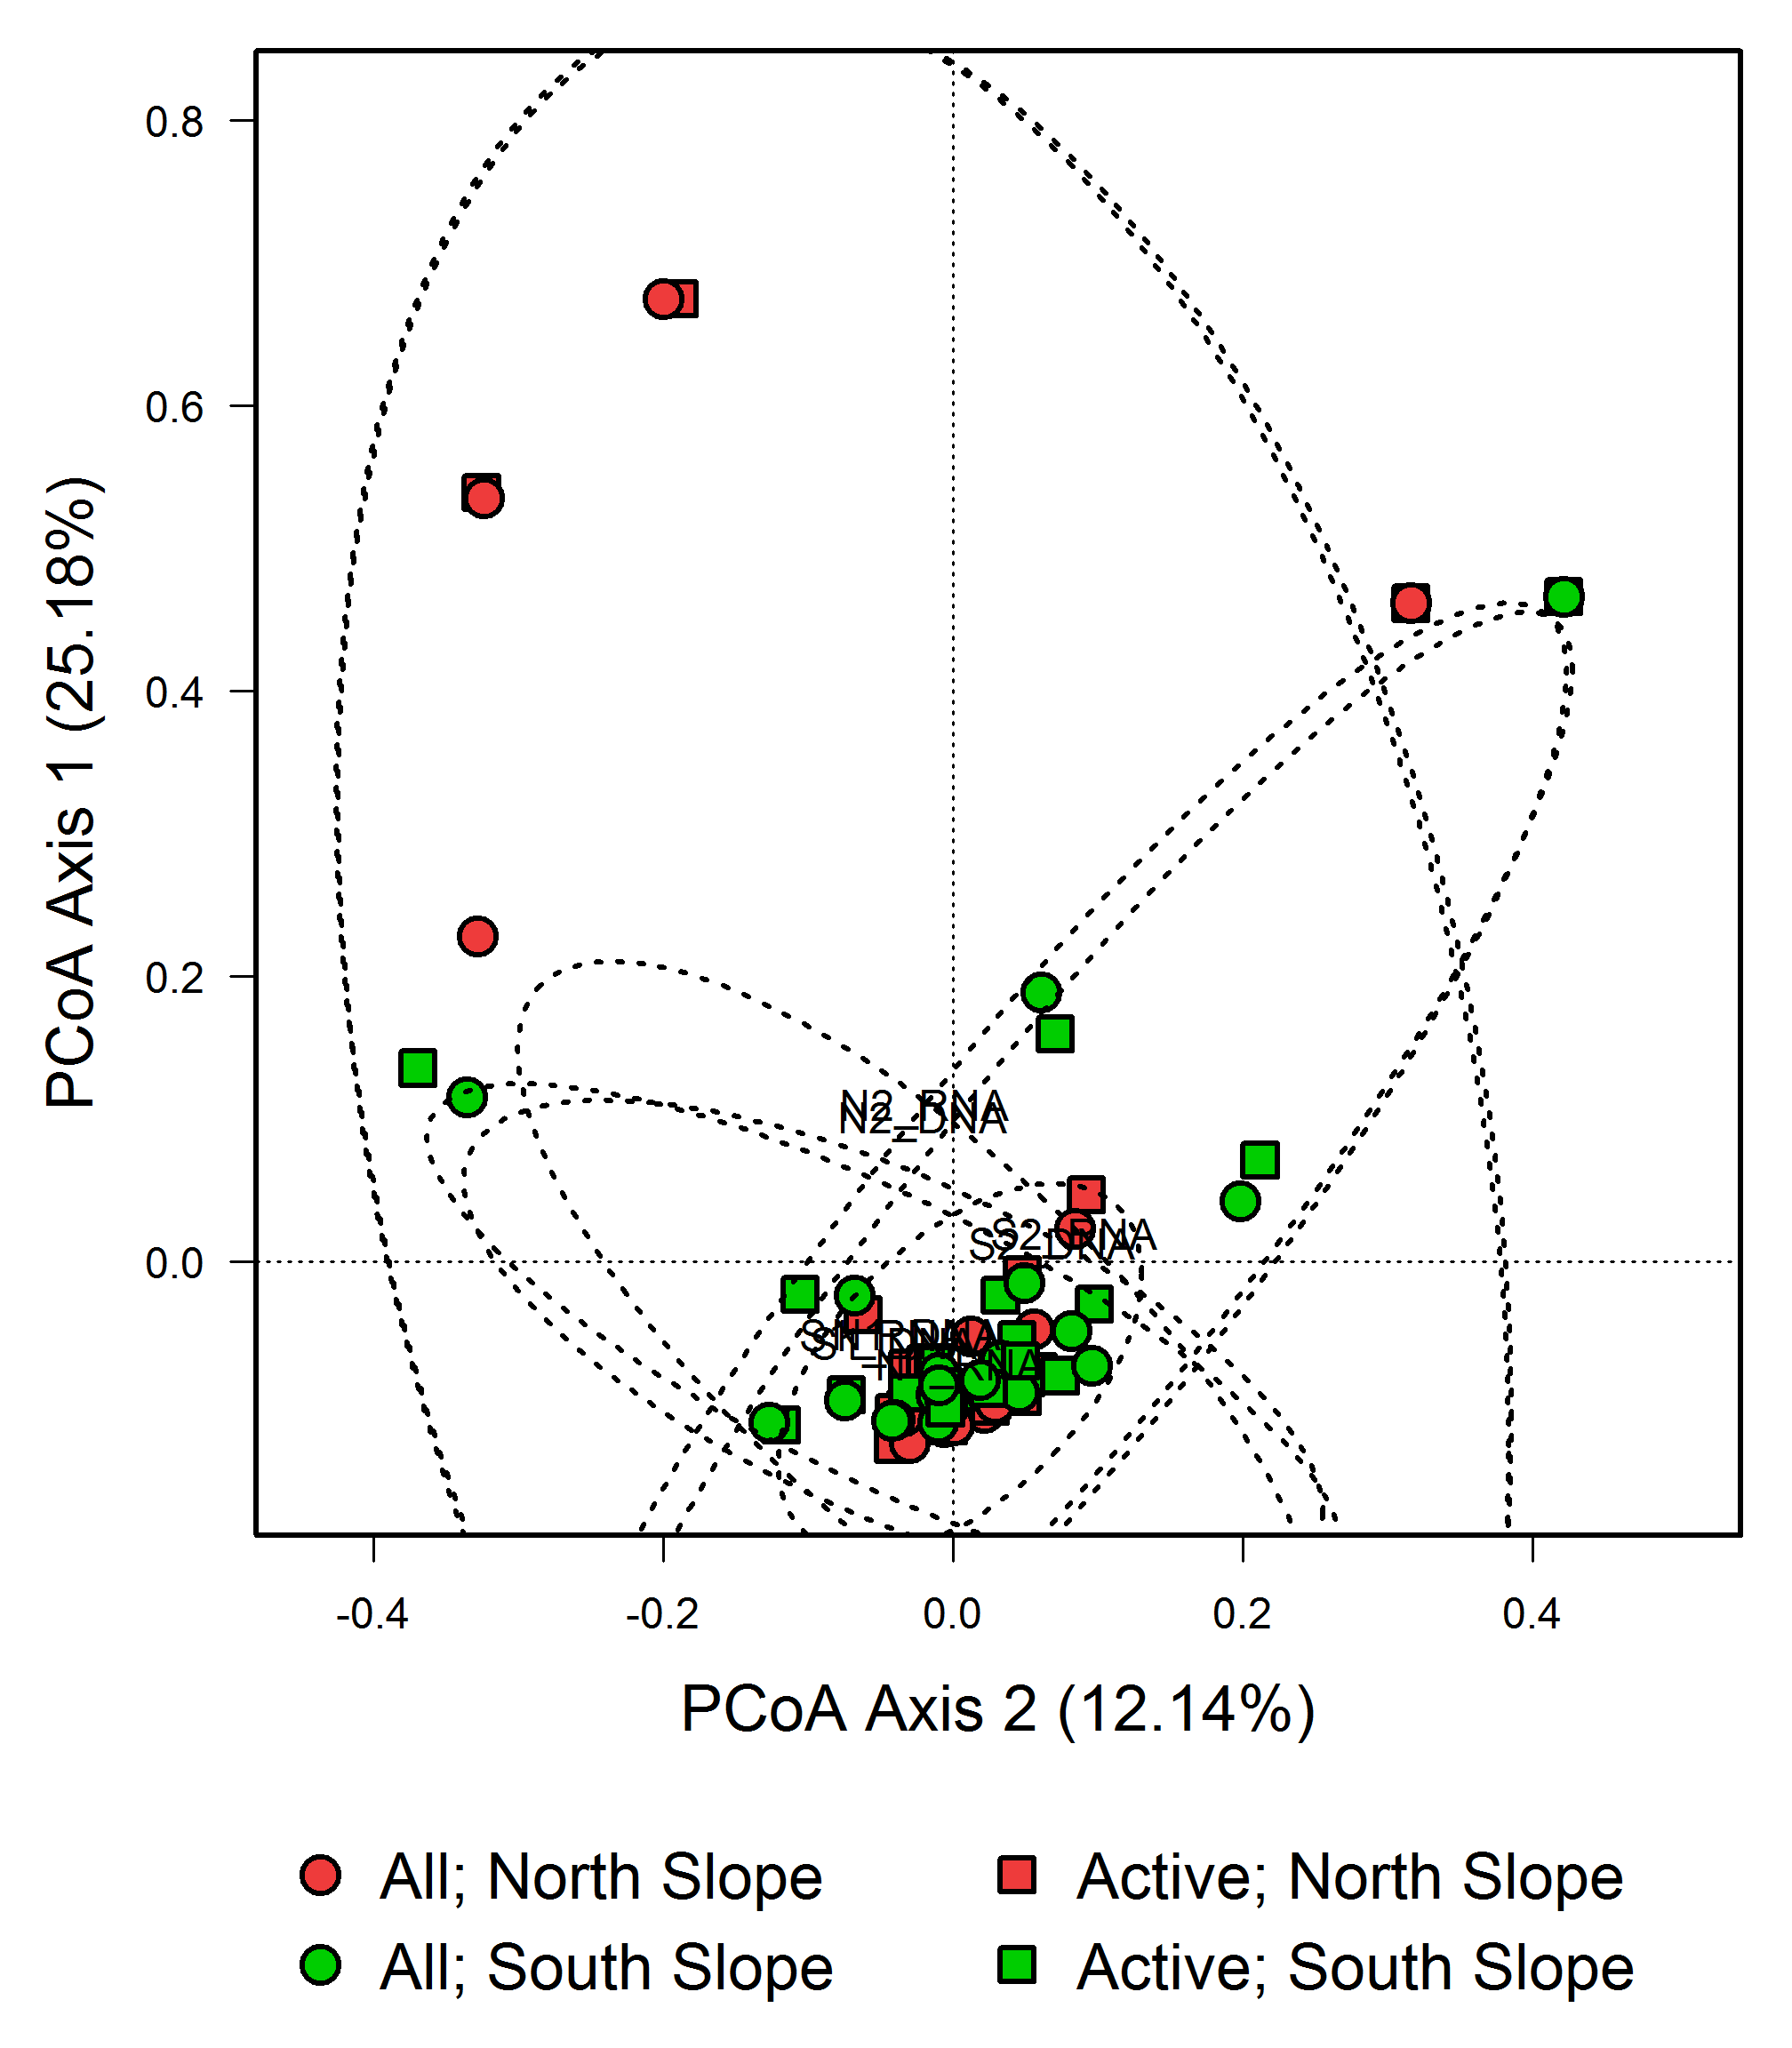 0.8
0.6
0.4
0.2
0.0
PCoA Axis 1 (25.18%)
N2_RNA
N2_DNA
S2_RNA
S2_DNA
-0.4 -0.2 0.0 0.2 0.4
PCoA Axis 2 (12.14%)
All; North Slope Active; North Slope
All; South Slope Active; South Slope